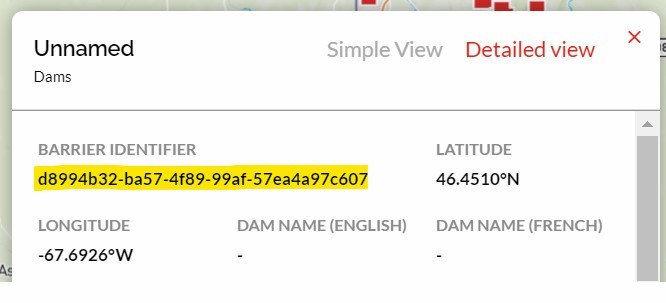 Unnamed
Simple View
Detailed view
Dams
BARRIER IDENTIFIER
LATITUDE
d8994b32-ba57-4f89-99af-57ea4a97c607
46.4510°N
LONGITUDE
DAM NAME (ENGLISH)
DAM NAME (FRENCH)
-67.6926°W
-
-
As